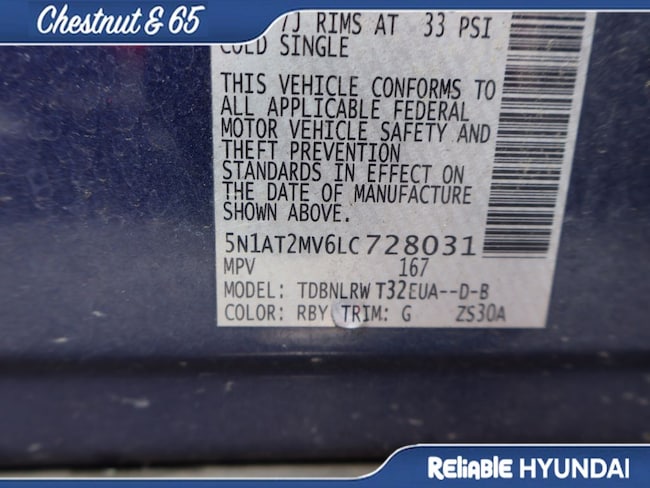 Chestnut & 65
7J RIMS AT 33 PSI
COLD SINGLE
THIS VEHICLE CONFORMS TO
ALL APPLICABLE FEDERAL
MOTOR VEHICLE SAFETY AND
THEFT PREVENTION
STANDARDS IN EFFECT ON
THE DATE OF MANUFACTURE
SHOWN ABOVE.
5N1AT2MV6LC728031
MPV 167
MODEL: TDBNLRW T32EUA--D-B
COLOR: RBY TRIM: G ZS30A
Reliable HYUNDAI